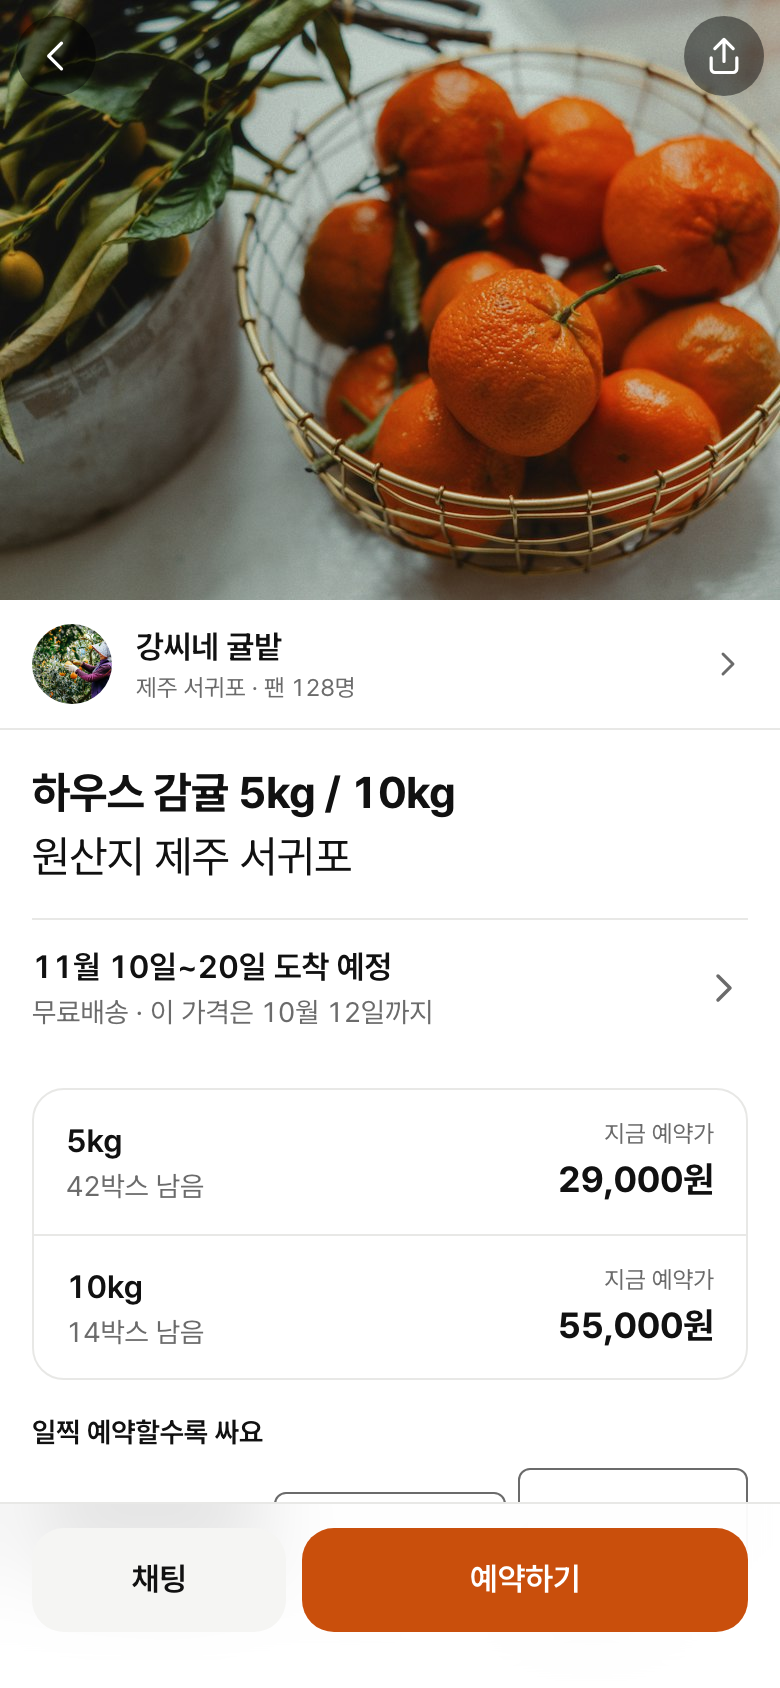 강씨네 귤밭
제주 서귀포 · 팬 128명
하우스 감귤 5kg / 10kg
원산지 제주 서귀포
11월 10일~20일 도착 예정
무료배송 · 이 가격은 10월 12일까지
5kg
지금 예약가
42박스 남음
29,000원
10kg
지금 예약가
14박스 남음
55,000원
일찍 예약할수록 싸요
채팅
예약하기